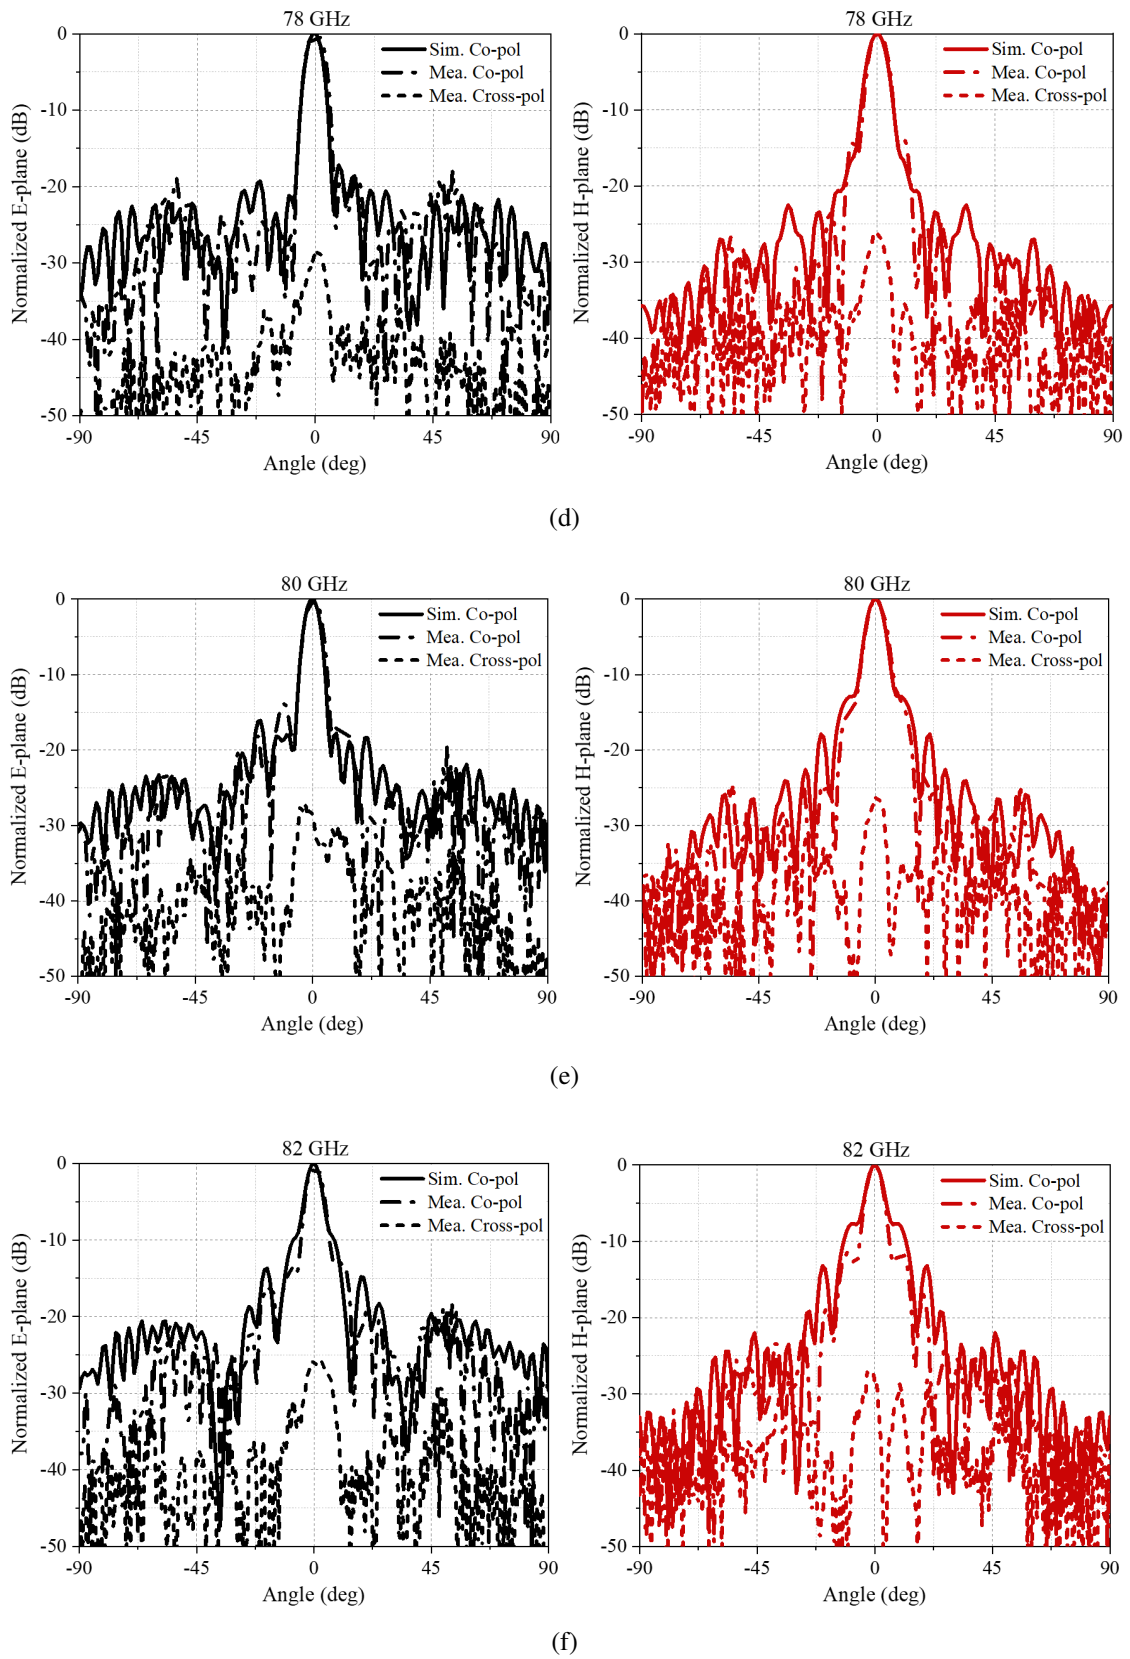 78 GHz
0
-10
-20
-30
-40
-50
Normalized E-plane (dB)
Sim. Co-pol
Mea. Co-pol
Mea. Cross-pol
-90
-45
0
45
90
Angle (deg)
78 GHz
0
-10
-20
-30
-40
-50
Normalized H-plane (dB)
Sim. Co-pol
Mea. Co-pol
Mea. Cross-pol
-90
-45
0
45
90
Angle (deg)
(d)
80 GHz
0
-10
-20
-30
-40
-50
Normalized E-plane (dB)
Sim. Co-pol
Mea. Co-pol
Mea. Cross-pol
-90
-45
0
45
90
Angle (deg)
80 GHz
0
-10
-20
-30
-40
-50
Normalized H-plane (dB)
Sim. Co-pol
Mea. Co-pol
Mea. Cross-pol
-90
-45
0
45
90
Angle (deg)
(e)
82 GHz
0
-10
-20
-30
-40
-50
Normalized E-plane (dB)
Sim. Co-pol
Mea. Co-pol
Mea. Cross-pol
-90
-45
0
45
90
Angle (deg)
82 GHz
0
-10
-20
-30
-40
-50
Normalized H-plane (dB)
Sim. Co-pol
Mea. Co-pol
Mea. Cross-pol
-90
-45
0
45
90
Angle (deg)
(f)